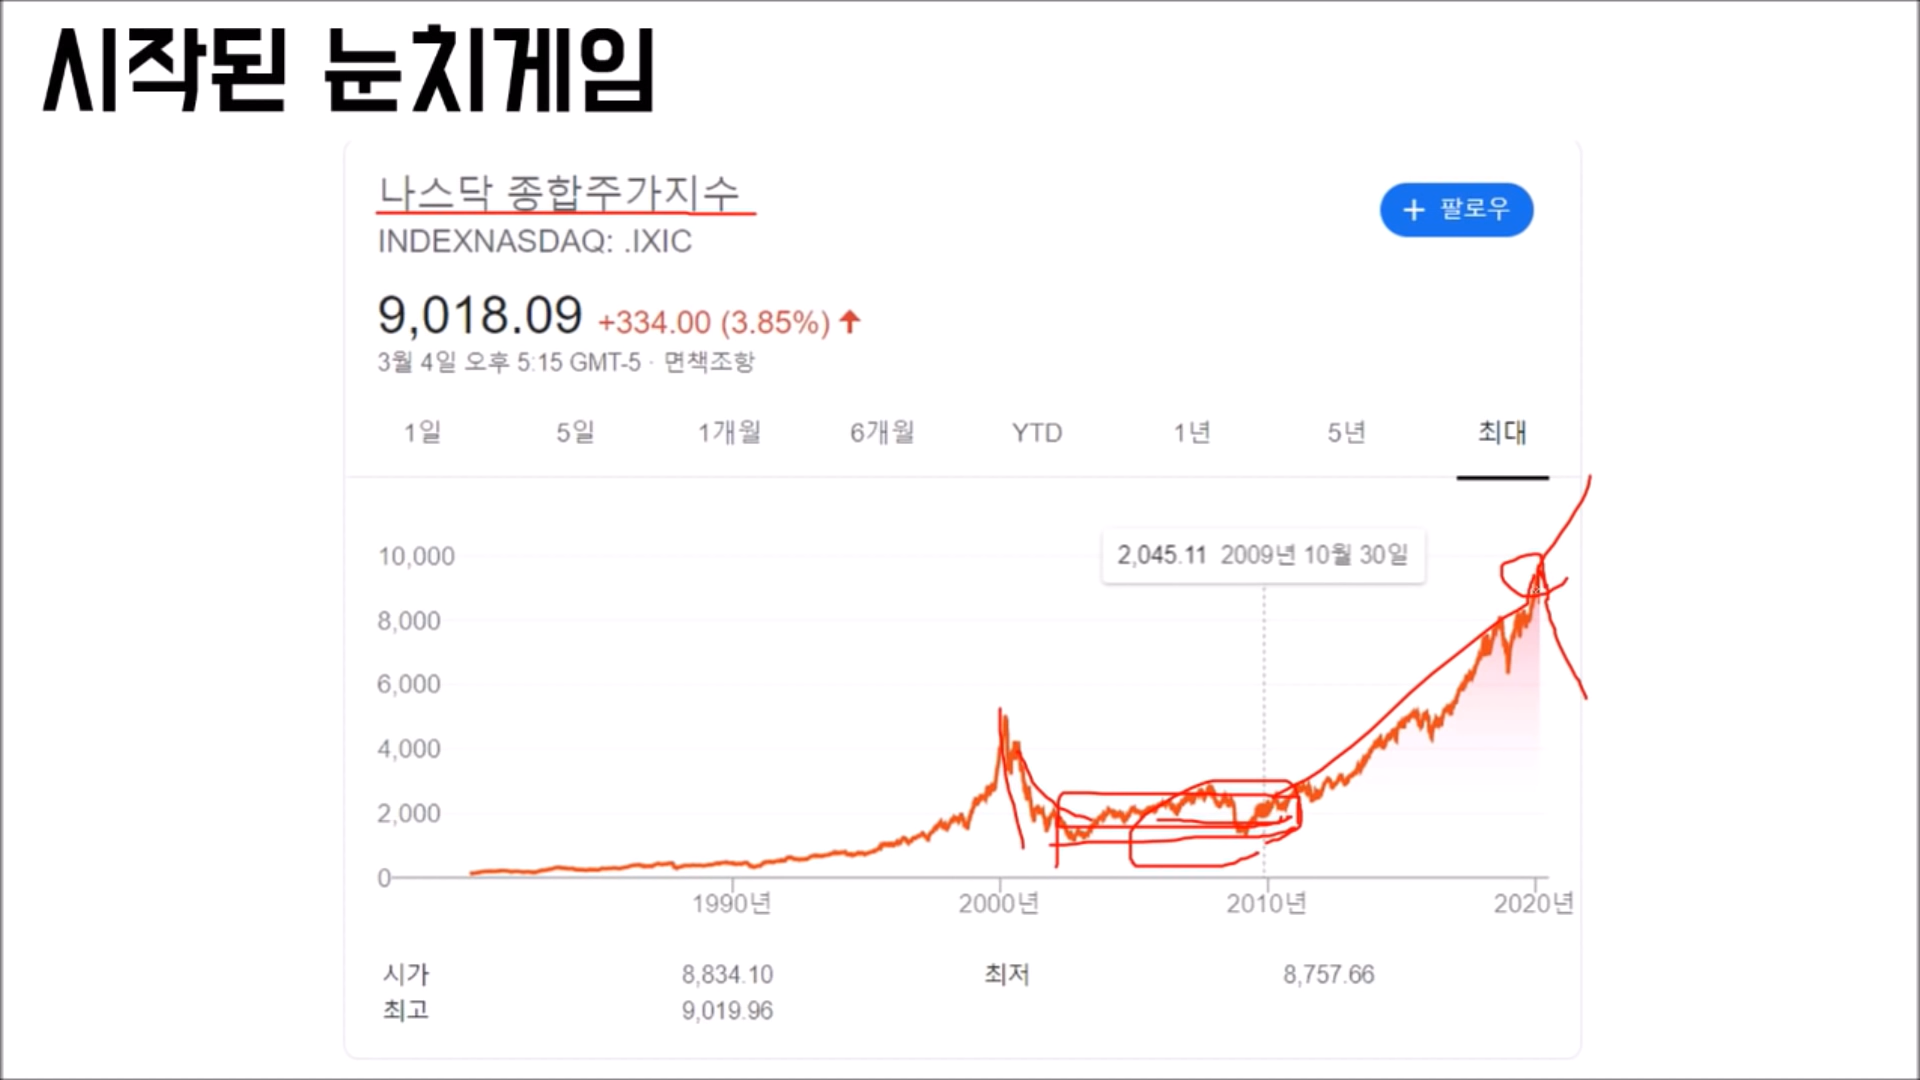 시작된 눈치게임
나스닥 종합주가지수
+ 팔로우
INDEXNASDAQ: .IXIC
9,018.09 +334.00 (3.85%)
3월 4일 오후 5:15 GMT-5 · 면책조항
1일 5일 1개월 6개월 YTD 1년 5년 최대
2,045.11 2009년 10월 30일
10,000
8,000
6,000
4,000
2,000
0
1990년 2000년 2010년 2020년
시가 8,834.10 최저 8,757.66
최고 9,019.96